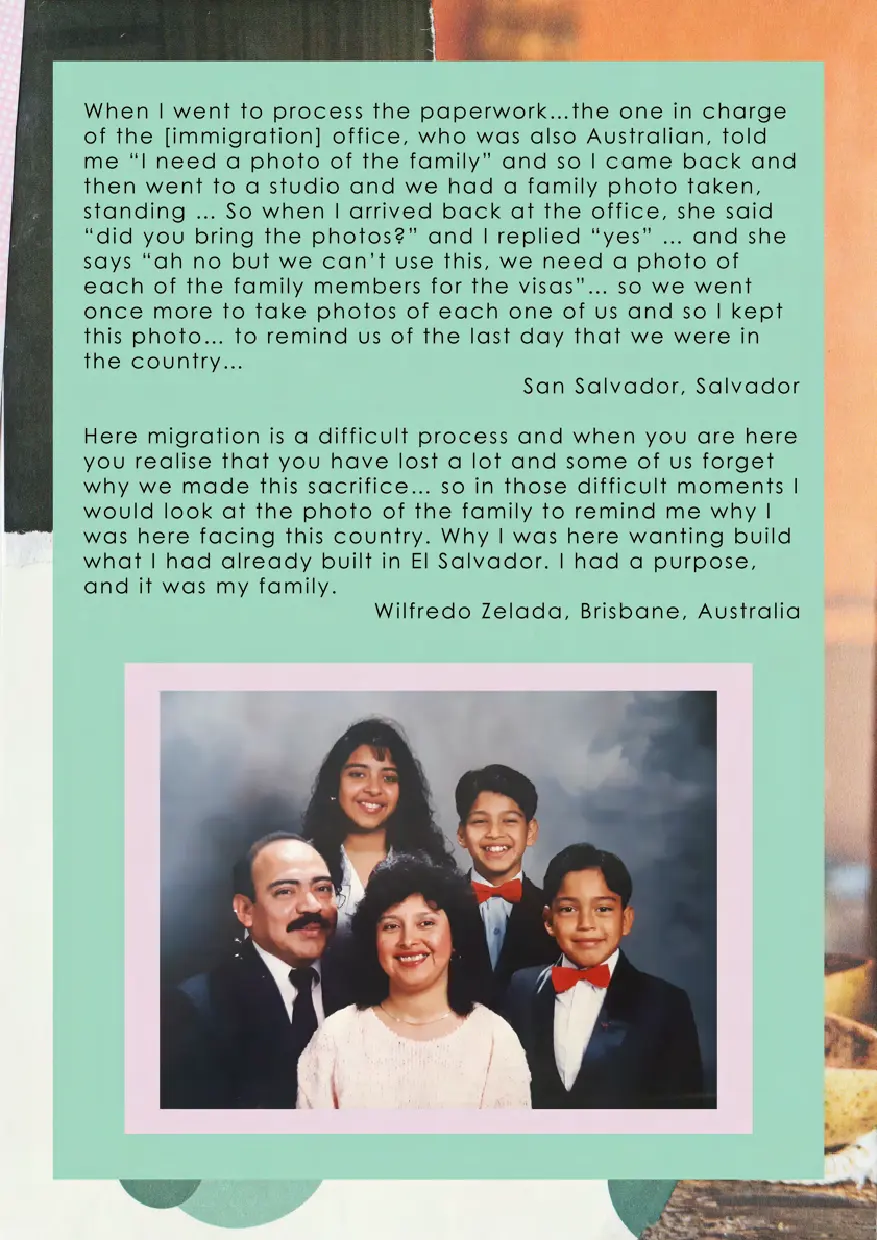 When I went to process the paperwork...the one in charge
of the [immigration] office, who was also Australian, told
me “I need a photo of the family” and so I came back and
then went to a studio and we had a family photo taken,
standing ... So when I arrived back at the office, she said
“did you bring the photos?” and I replied “yes” ... and she
says “ah no but we can’t use this, we need a photo of
each of the family members for the visas”... so we went
once more to take photos of each one of us and so I kept
this photo... to remind us of the last day that we were in
the country...
San Salvador, Salvador
Here migration is a difficult process and when you are here
you realise that you have lost a lot and some of us forget
why we made this sacrifice... so in those difficult moments I
would look at the photo of the family to remind me why I
was here facing this country. Why I was here wanting build
what I had already built in El Salvador. I had a purpose,
and it was my family.
Wilfredo Zelada, Brisbane, Australia